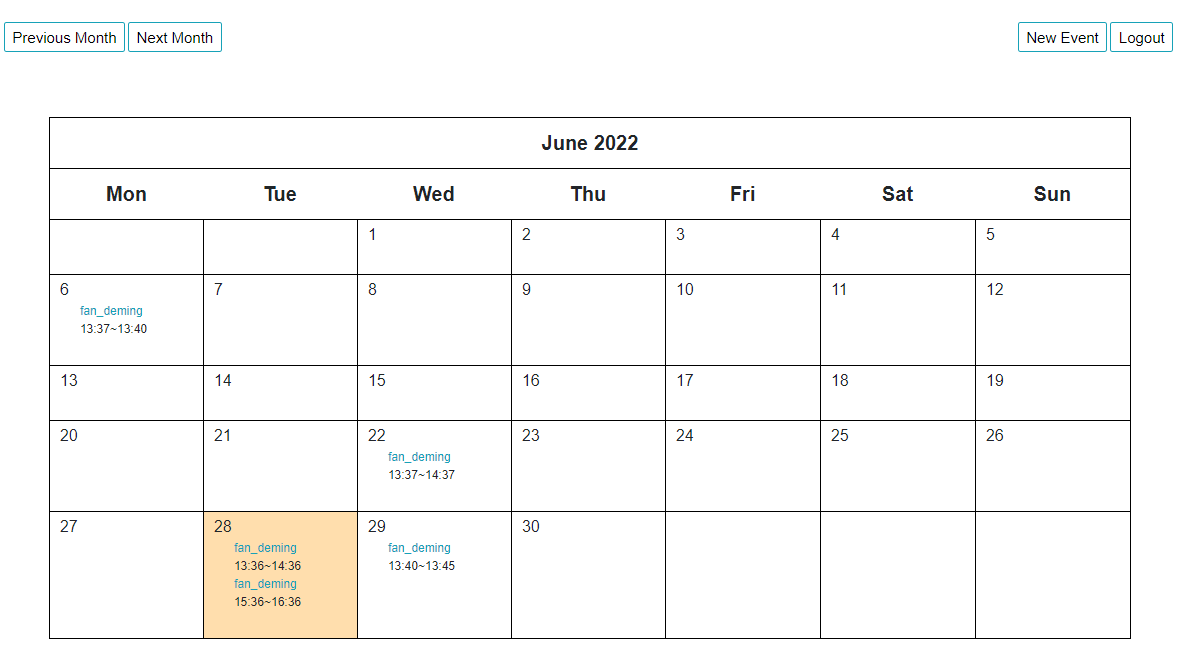 Previous Month Next Month New Event Logout
June 2022
Mon Tue Wed Thu Fri Sat Sun
1 2 3 4 5
6 7 8 9 10 11 12
fan_deming
13:37~13:40
13 14 15 16 17 18 19
20 21 22 23 24 25 26
fan_deming
13:37~14:37
27 28 29 30
fan_deming fan_deming
13:36~14:36 13:40~13:45
fan_deming
15:36~16:36